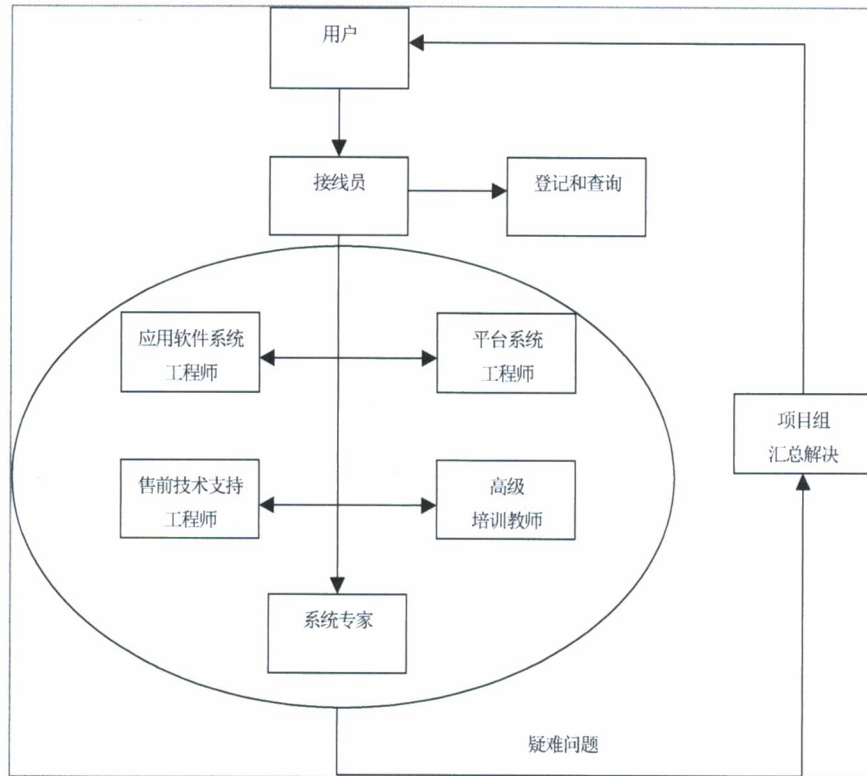 用户
接线员
登记和查询
应用软件系统
工程师
平台系统
工程师
项目组
汇总解决
售前技术支持
工程师
高级
培训教师
系统专家
疑难问题